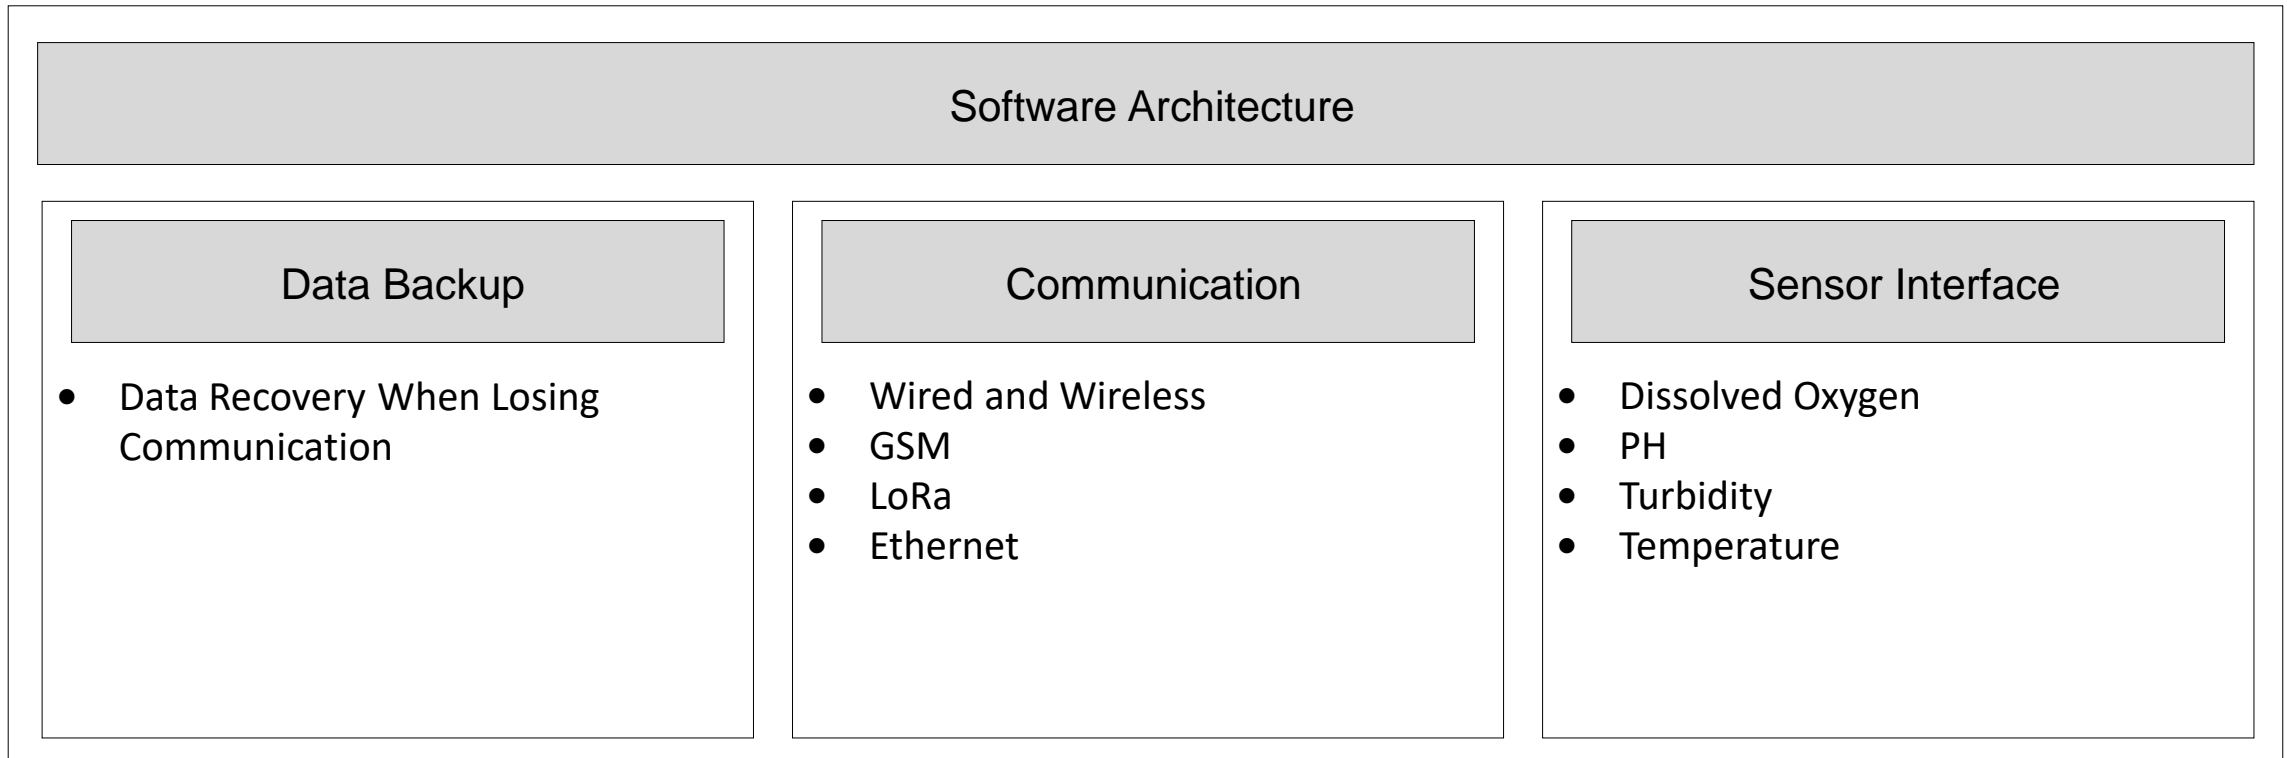 Software Architecture
Data Backup
• Data Recovery When Losing
Communication
Communication
• Wired and Wireless
• GSM
• LoRa
• Ethernet
Sensor Interface
• Dissolved Oxygen
• PH
• Turbidity
• Temperature